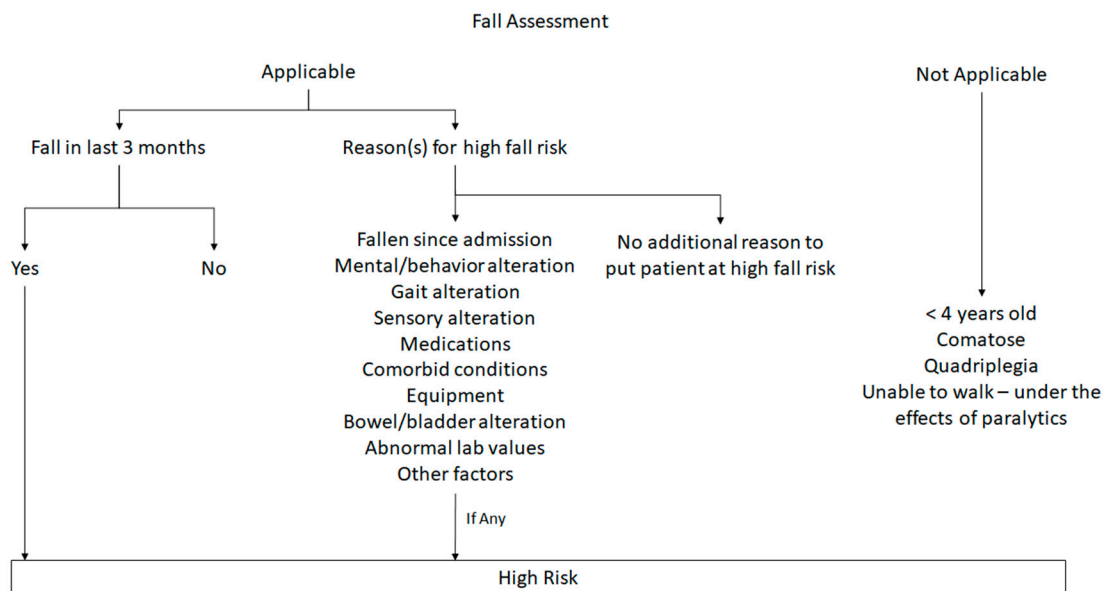 Fall Assessment
Applicable
Not Applicable
Fall in last 3 months
Reason(s) for high fall risk
Yes
No
Fallen since admission
Mental/behavior alteration
Gait alteration
Sensory alteration
Medications
Comorbid conditions
Equipment
Bowel/bladder alteration
Abnormal lab values
Other factors
No additional reason to
put patient at high fall risk
< 4 years old
Comatose
Quadriplegia
Unable to walk – under the
effects of paralytics
If Any
High Risk